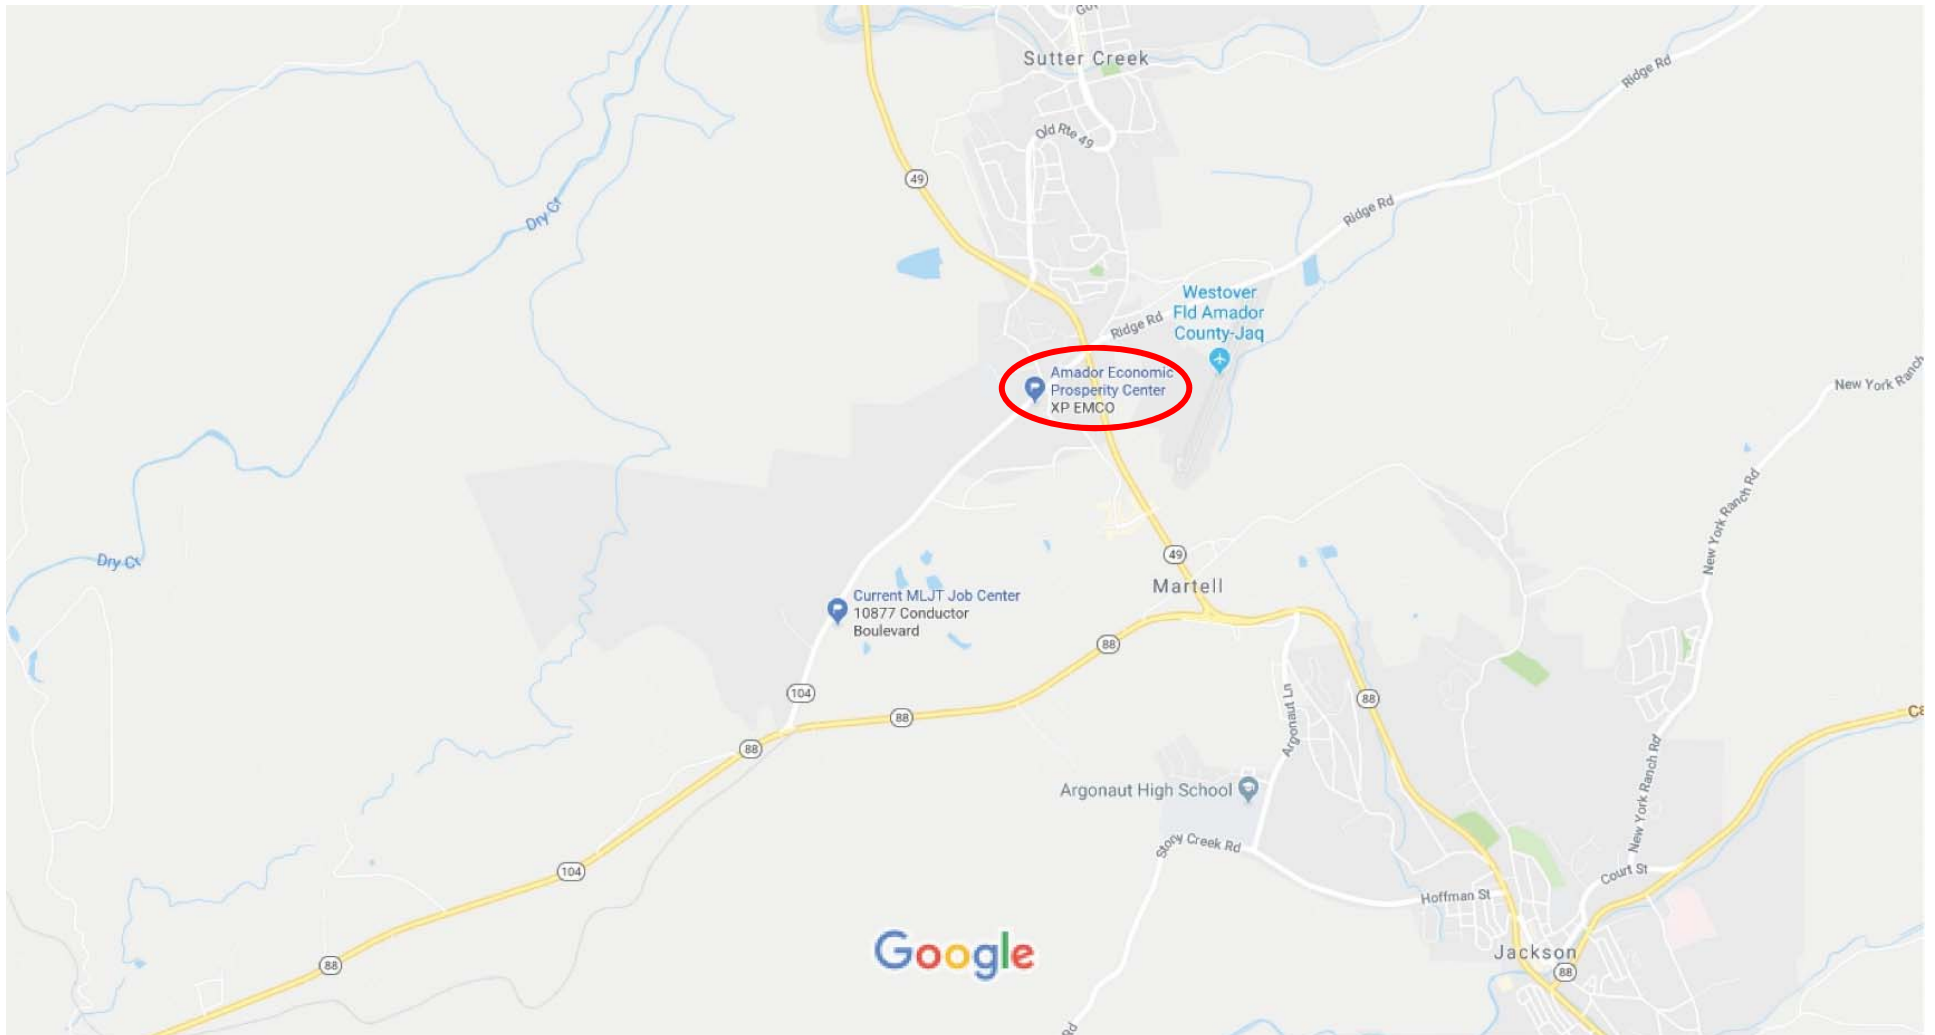 Sutter Creek
Ridge Rd
Old Rte 49
49
Dry Cr
Ridge Rd
Westover
Fld Amador
County-Jaq
Ridge Rd
Amador Economic
Prosperity Center
XP EMCO
New York Ranch
New York Ranch Rd
Dry Cr
49
Martell
Current MLJT Job Center
10877 Conductor
Boulevard
88
104
88
88
88
Argonaut Ln
Argonaut High School
New York Ranch Rd
Stony Creek Rd
104
Court St
Hoffman St
Google
Jackson
88
88
Rd